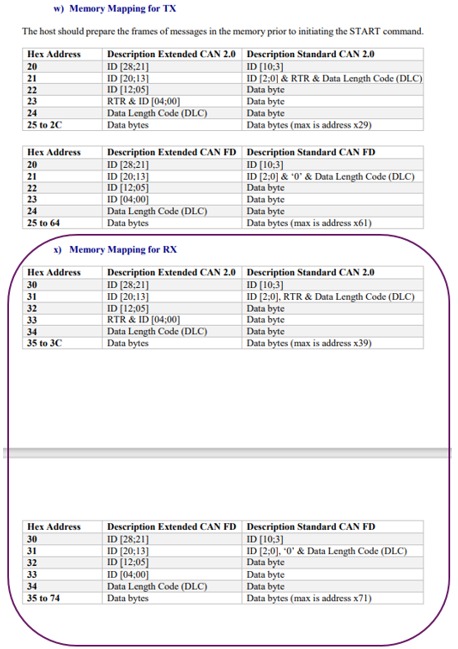 w) Memory Mapping for TX
The host should prepare the frames of messages in the memory prior to initiating the START command.
Hex Address Description Extended CAN 2.0 Description Standard CAN 2.0
20 ID [28;21] ID [10;3]
21 ID [20;13] ID [2;0] & RTR & Data Length Code (DLC)
22 ID [12;05] Data byte
23 RTR & ID [04;00] Data byte
24 Data Length Code (DLC) Data byte
25 to 2C Data bytes Data bytes (max is address x29)
Hex Address Description Extended CAN FD Description Standard CAN FD
20 ID [28;21] ID [10;3]
21 ID [20;13] ID [2;0] & '0' & Data Length Code (DLC)
22 ID [12;05] Data byte
23 ID [04;00] Data byte
24 Data Length Code (DLC) Data byte
25 to 64 Data bytes Data bytes (max is address x61)
x) Memory Mapping for RX
Hex Address Description Extended CAN 2.0 Description Standard CAN 2.0
30 ID [28;21] ID [10;3]
31 ID [20;13] ID [2;0], RTR & Data Length Code (DLC)
32 ID [12;05] Data byte
33 RTR & ID [04;00] Data byte
34 Data Length Code (DLC) Data byte
35 to 3C Data bytes Data bytes (max is address x39)
Hex Address Description Extended CAN FD Description Standard CAN FD
30 ID [28;21] ID [10;3]
31 ID [20;13] ID [2;0], '0' & Data Length Code (DLC)
32 ID [12;05] Data byte
33 ID [04;00] Data byte
34 Data Length Code (DLC) Data byte
35 to 74 Data bytes Data bytes (max is address x71)